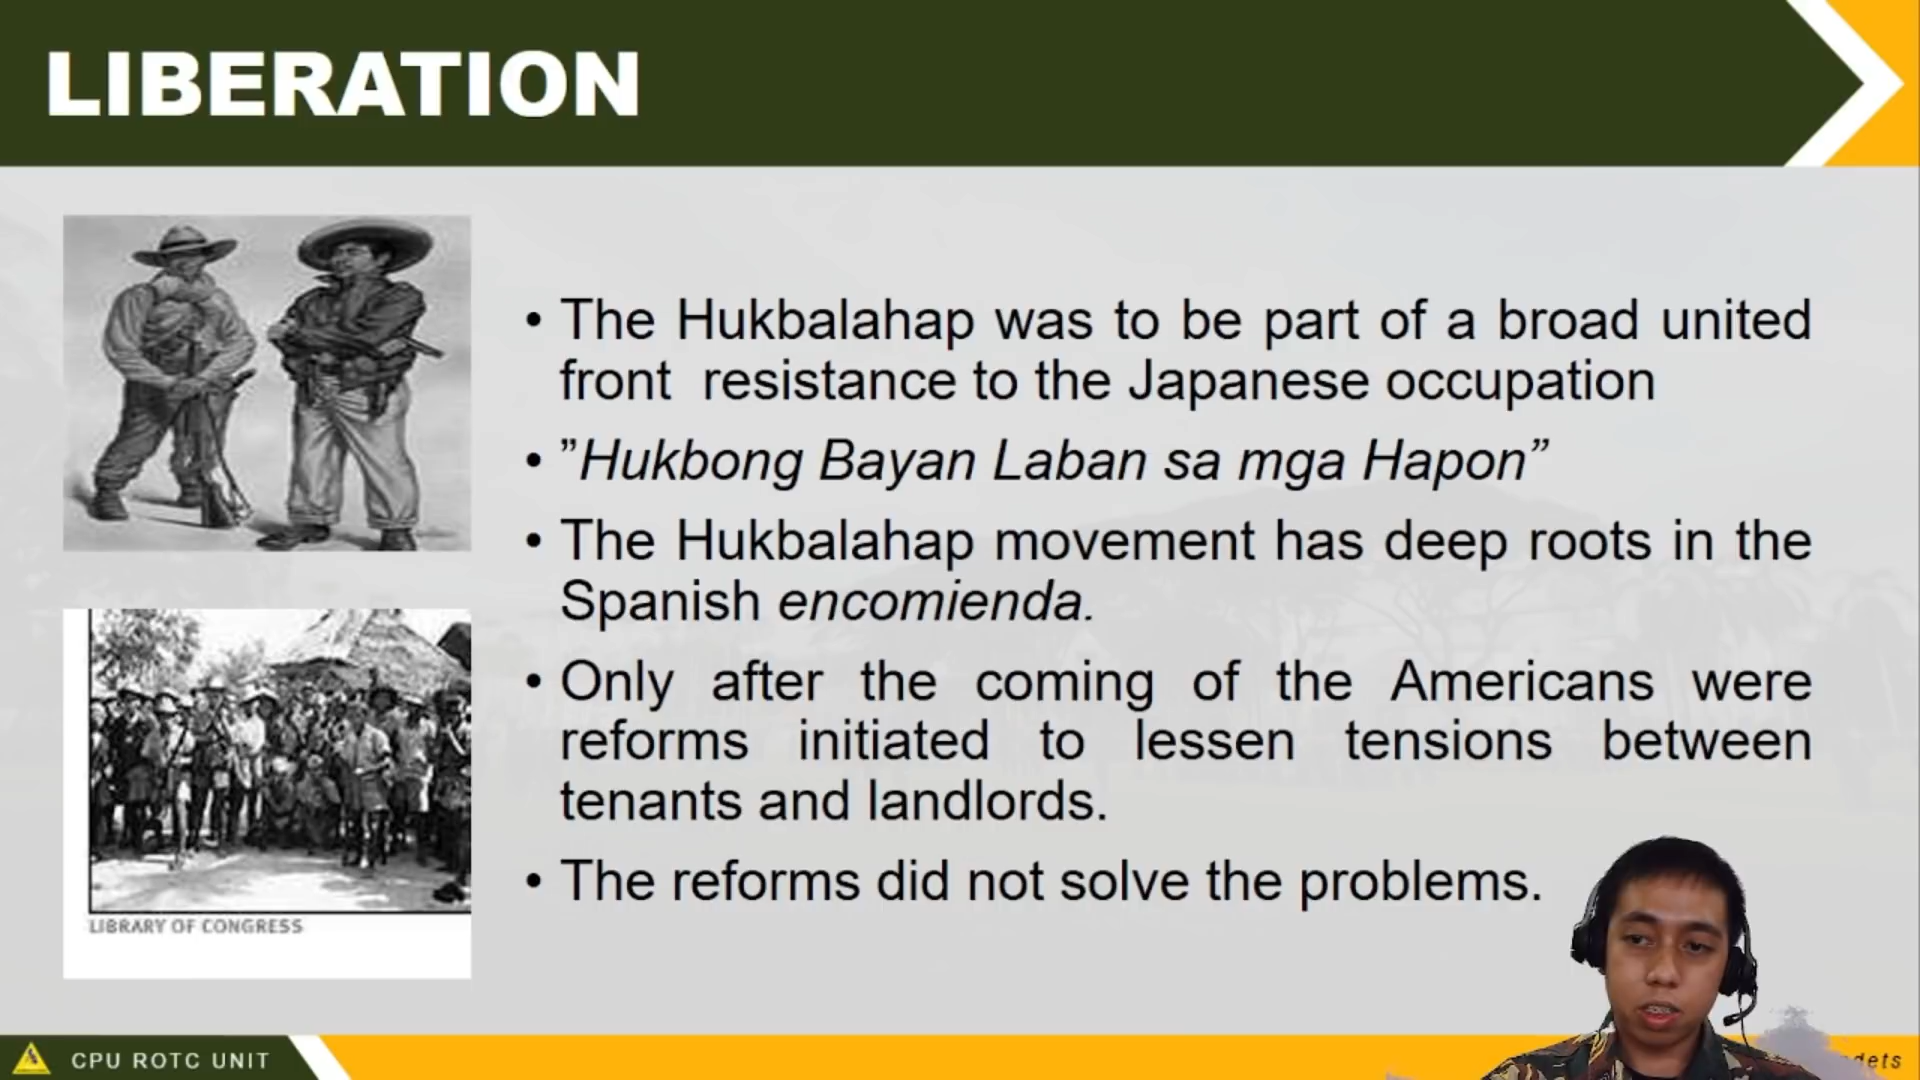 LIBERATION
• The Hukbalahap was to be part of a broad united
front resistance to the Japanese occupation
• ”Hukbong Bayan Laban sa mga Hapon”
• The Hukbalahap movement has deep roots in the
Spanish encomienda.
• Only after the coming of the Americans were
reforms initiated to lessen tensions between
tenants and landlords.
• The reforms did not solve the problems.
LIBRARY OF CONGRESS
CPU ROTC UNIT